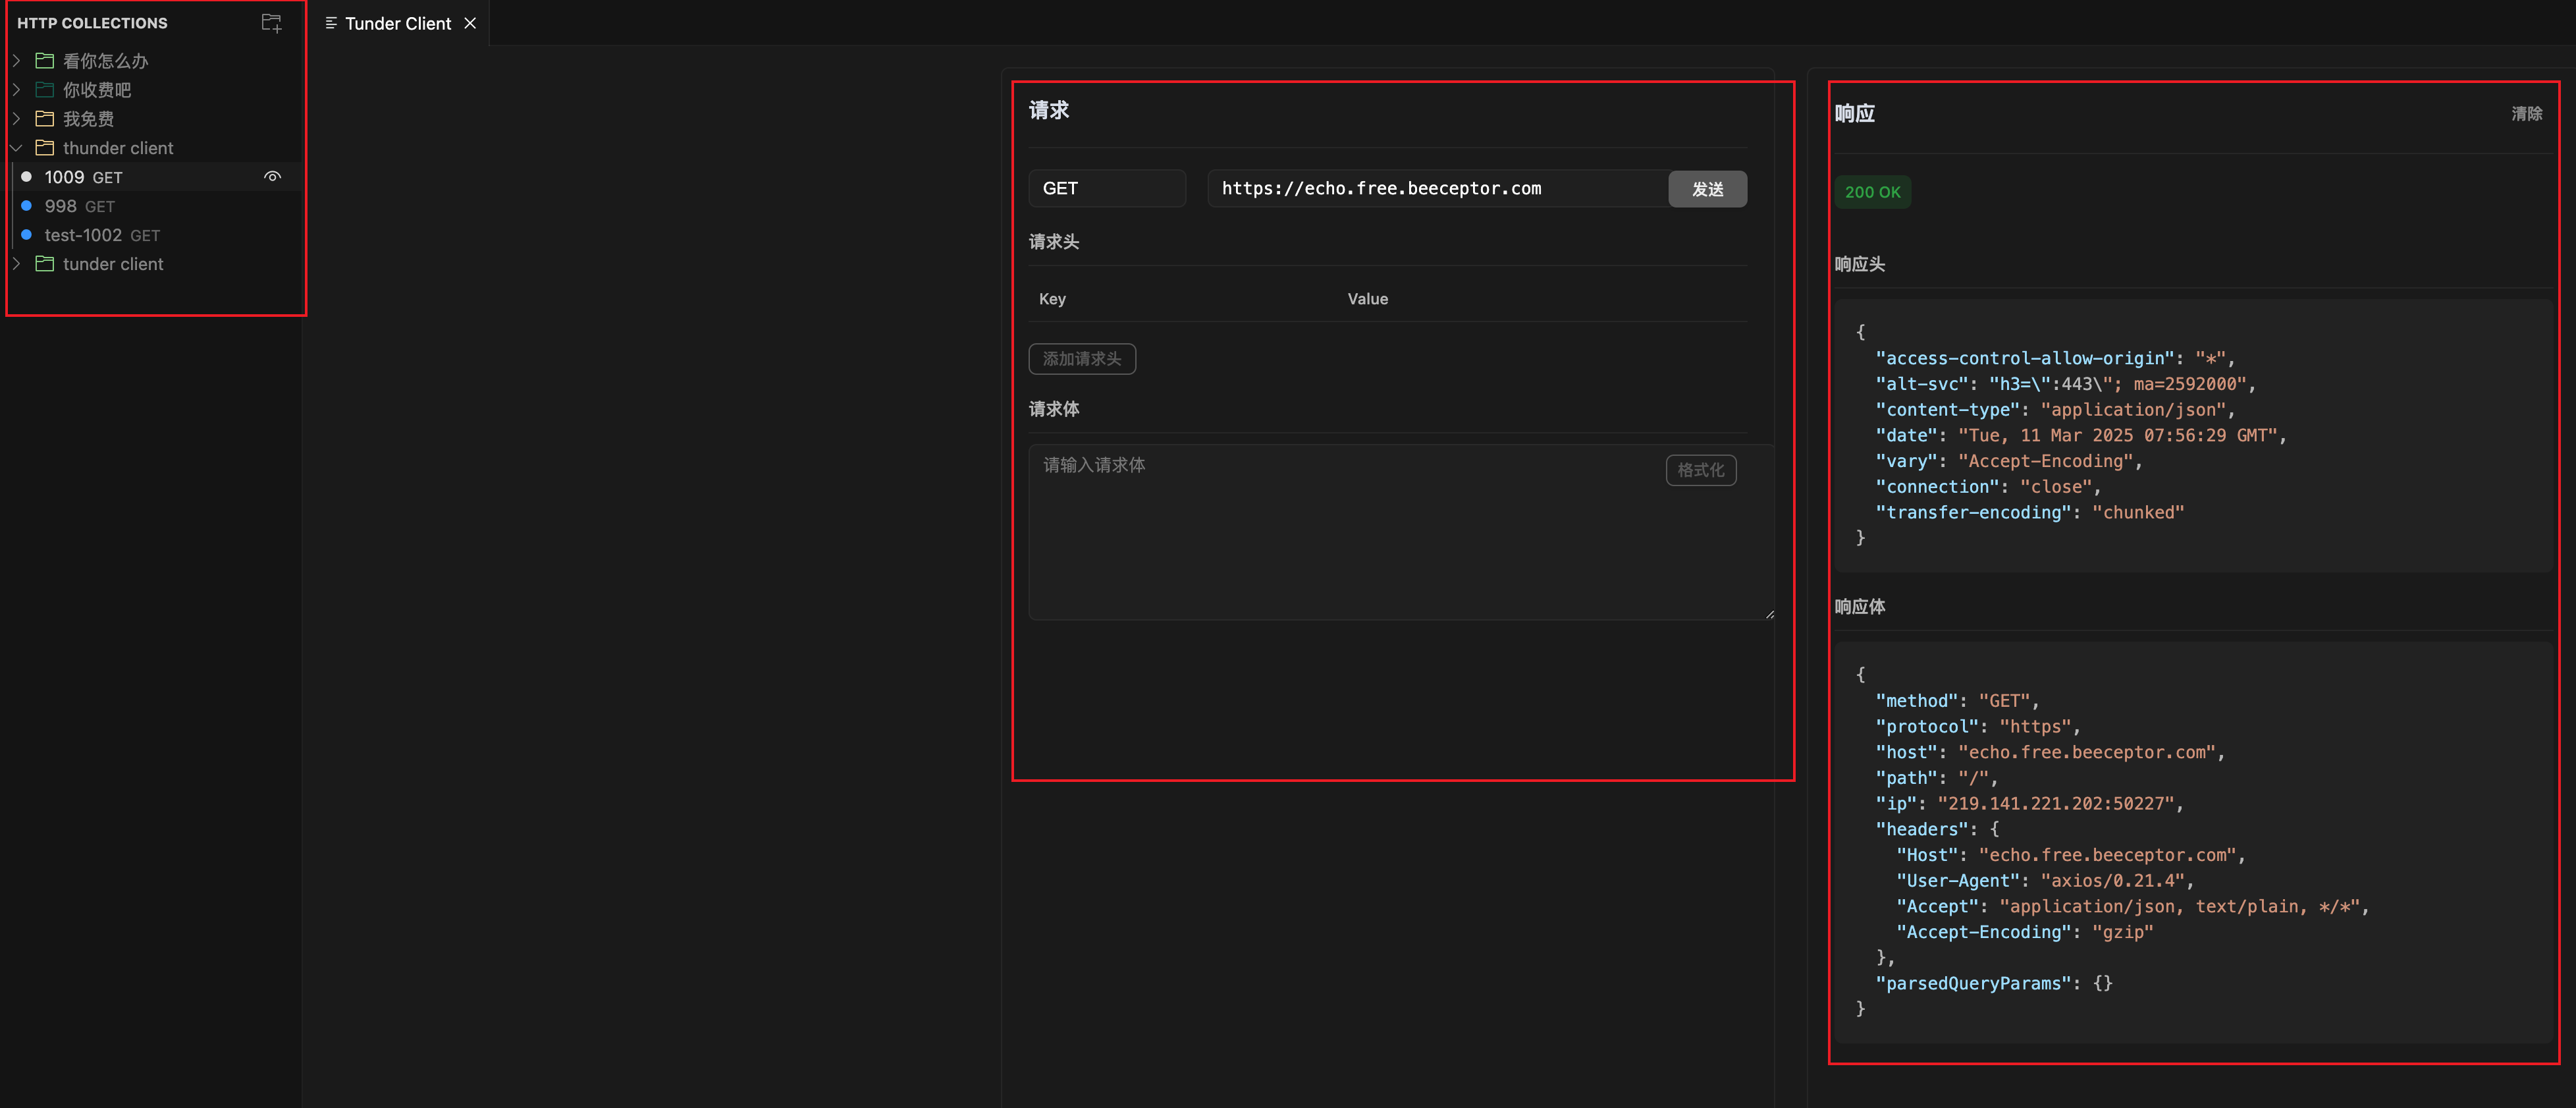 HTTP COLLECTIONS
看你怎么办
你收费吧
我免费
thunder client
1009 GET
998 GET
test-1002 GET
tunder client
Tunder Client
请求
GET
https://echo.free.beeceptor.com
发送
请求头
Key Value
添加请求头
请求体
请输入请求体
格式化
响应
清除
200 OK
响应头
{
"access-control-allow-origin": "*",
"alt-svc": "h3=\":443\"; ma=2592000",
"content-type": "application/json",
"date": "Tue, 11 Mar 2025 07:56:29 GMT",
"vary": "Accept-Encoding",
"connection": "close",
"transfer-encoding": "chunked"
}
响应体
{
"method": "GET",
"protocol": "https",
"host": "echo.free.beeceptor.com",
"path": "/",
"ip": "219.141.221.202:50227",
"headers": {
"Host": "echo.free.beeceptor.com",
"User-Agent": "axios/0.21.4",
"Accept": "application/json, text/plain, */*",
"Accept-Encoding": "gzip"
},
"parsedQueryParams": {}
}